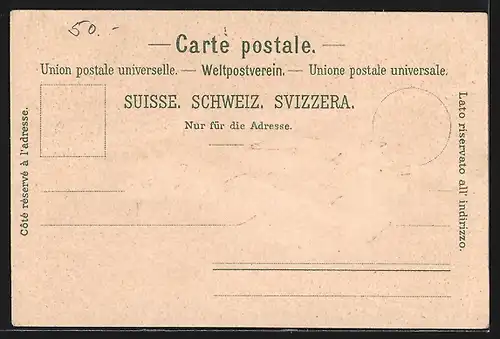 50.-
— Carte postale. —
Union postale universelle. — Weltpostverein. — Unione postale universale.
SUISSE. SCHWEIZ. SVIZZERA.
Nur für die Adresse.
Côté réservé à l'adresse.
Lato riservato all' indirizzo.